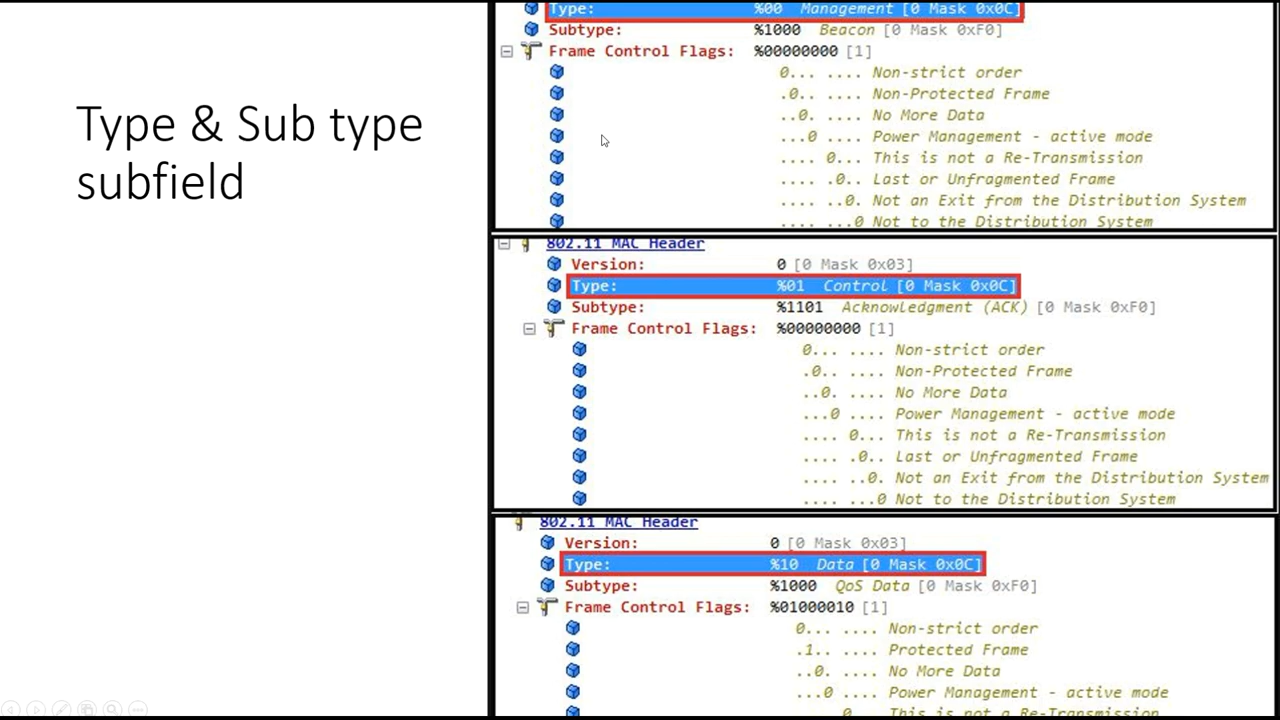 Type & Sub type
subfield
Type: %00 Management [0 Mask 0x0C]
Subtype: %1000 Beacon [0 Mask 0xF0]
Frame Control Flags: %00000000 [1]
0... .... Non-strict order
.0.. .... Non-Protected Frame
..0. .... No More Data
...0 .... Power Management - active mode
.... 0... This is not a Re-Transmission
.... .0.. Last or Unfragmented Frame
.... ..0. Not an Exit from the Distribution System
.... ...0 Not to the Distribution System
802.11 MAC Header
Version: 0 [0 Mask 0x03]
Type: %01 Control [0 Mask 0x0C]
Subtype: %1101 Acknowledgment (ACK) [0 Mask 0xF0]
Frame Control Flags: %00000000 [1]
0... .... Non-strict order
.0.. .... Non-Protected Frame
..0. .... No More Data
...0 .... Power Management - active mode
.... 0... This is not a Re-Transmission
.... .0.. Last or Unfragmented Frame
.... ..0. Not an Exit from the Distribution System
.... ...0 Not to the Distribution System
802.11 MAC Header
Version: 0 [0 Mask 0x03]
Type: %10 Data [0 Mask 0x0C]
Subtype: %1000 QoS Data [0 Mask 0xF0]
Frame Control Flags: %01000010 [1]
0... .... Non-strict order
.1.. .... Protected Frame
..0. .... No More Data
...0 .... Power Management - active mode
.... 0... This is not a Re-Transmission